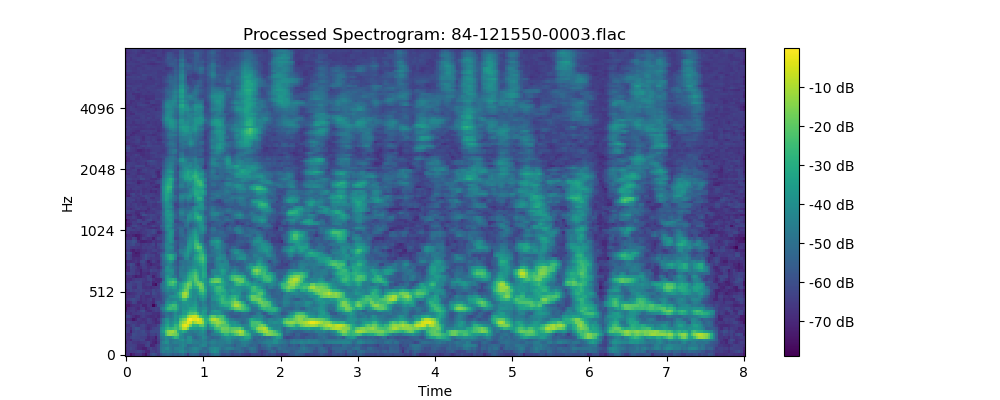 Processed Spectrogram: 84-121550-0003.flac
Hz
4096
2048
1024
512
0
0 1 2 3 4 5 6 7 8
Time
-10 dB
-20 dB
-30 dB
-40 dB
-50 dB
-60 dB
-70 dB